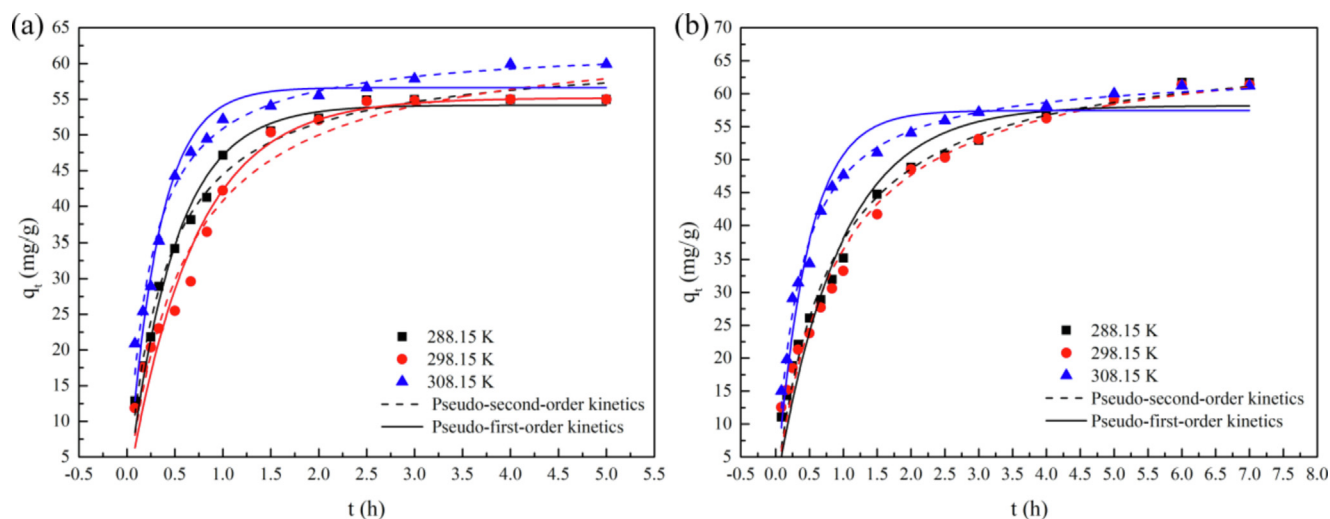 (a)
65
60
55
50
45
40
35
30
25
20
15
10
5
qt (mg/g)
288.15 K
298.15 K
308.15 K
Pseudo-second-order kinetics
Pseudo-first-order kinetics
-0.5 0.0 0.5 1.0 1.5 2.0 2.5 3.0 3.5 4.0 4.5 5.0 5.5
t (h)
(b)
70
65
60
55
50
45
40
35
30
25
20
15
10
5
qt (mg/g)
288.15 K
298.15 K
308.15 K
Pseudo-second-order kinetics
Pseudo-first-order kinetics
-0.5 0.0 0.5 1.0 1.5 2.0 2.5 3.0 3.5 4.0 4.5 5.0 5.5 6.0 6.5 7.0 7.5 8.0
t (h)